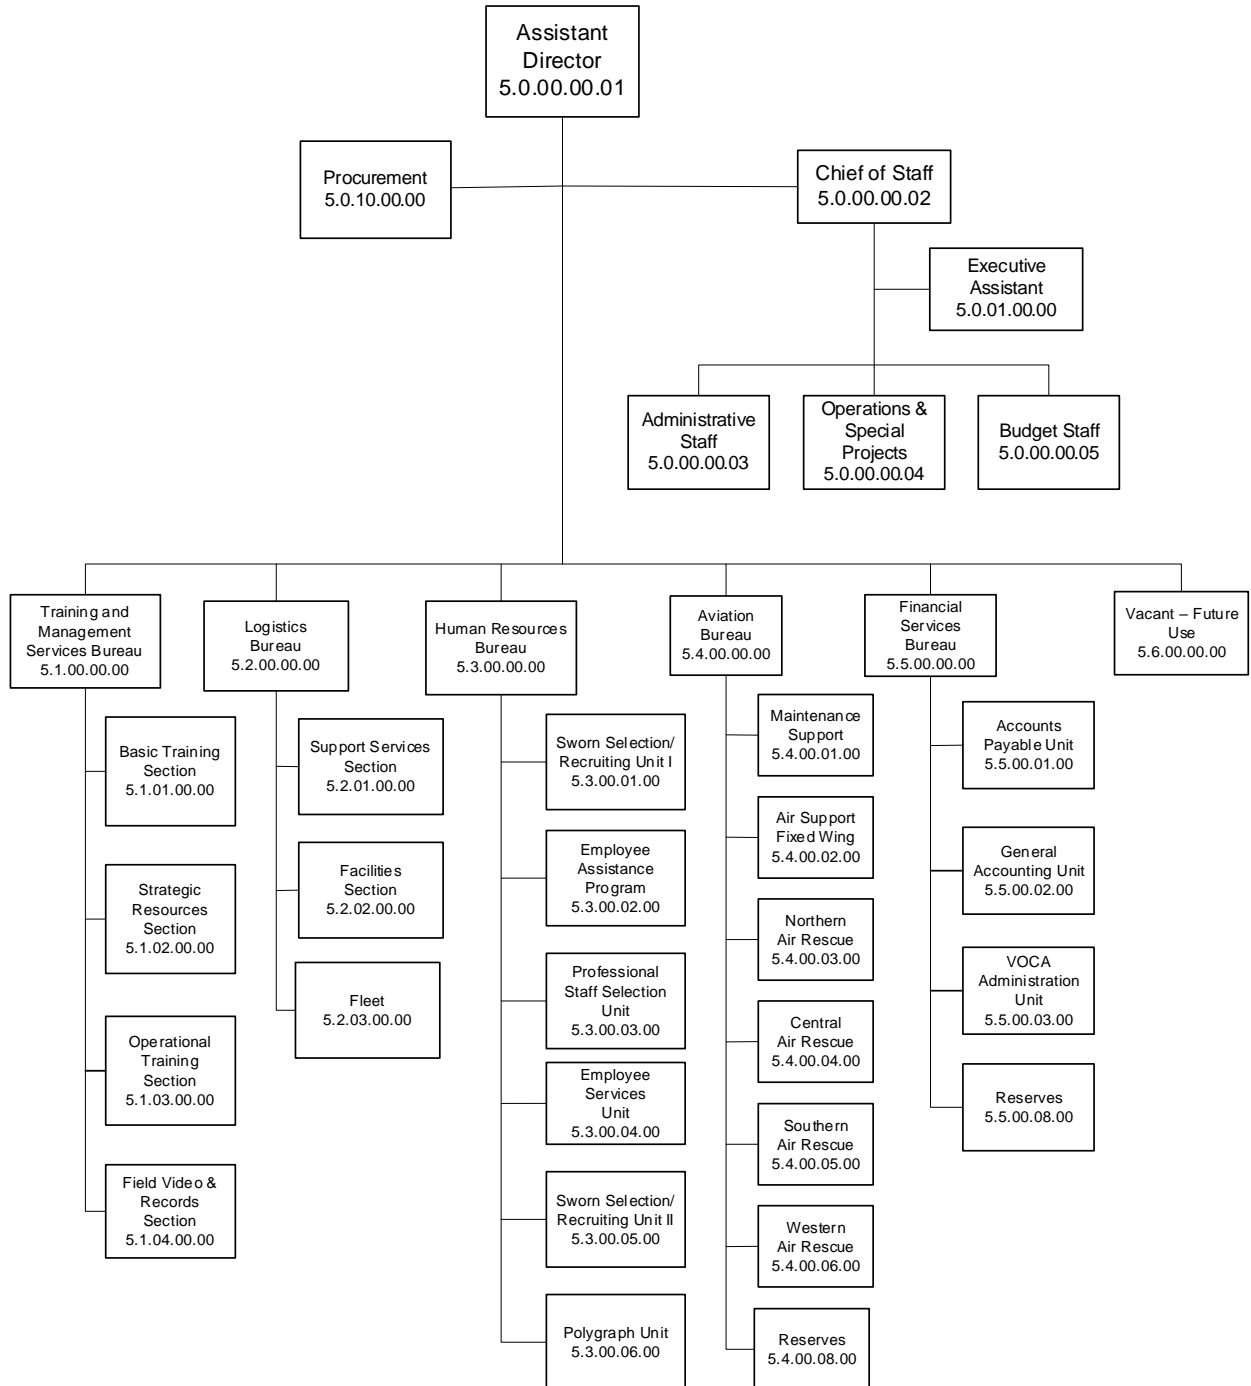 Assistant
Director
5.0.00.00.01
Procurement
5.0.10.00.00
Chief of Staff
5.0.00.00.02
Executive
Assistant
5.0.01.00.00
Administrative
Staff
5.0.00.00.03
Operations &
Special
Projects
5.0.00.00.04
Budget Staff
5.0.00.00.05
Training and
Management
Services Bureau
5.1.00.00.00
Logistics
Bureau
5.2.00.00.00
Human Resources
Bureau
5.3.00.00.00
Aviation
Bureau
5.4.00.00.00
Financial
Services
Bureau
5.5.00.00.00
Vacant – Future
Use
5.6.00.00.00
Basic Training
Section
5.1.01.00.00
Strategic
Resources
Section
5.1.02.00.00
Operational
Training
Section
5.1.03.00.00
Field Video &
Records
Section
5.1.04.00.00
Support Services
Section
5.2.01.00.00
Facilities
Section
5.2.02.00.00
Fleet
5.2.03.00.00
Sworn Selection/
Recruiting Unit I
5.3.00.01.00
Employee
Assistance
Program
5.3.00.02.00
Professional
Staff Selection
Unit
5.3.00.03.00
Employee
Services
Unit
5.3.00.04.00
Sworn Selection/
Recruiting Unit II
5.3.00.05.00
Polygraph Unit
5.3.00.06.00
Maintenance
Support
5.4.00.01.00
Air Support
Fixed Wing
5.4.00.02.00
Northern
Air Rescue
5.4.00.03.00
Central
Air Rescue
5.4.00.04.00
Southern
Air Rescue
5.4.00.05.00
Western
Air Rescue
5.4.00.06.00
Reserves
5.4.00.08.00
Accounts
Payable Unit
5.5.00.01.00
General
Accounting Unit
5.5.00.02.00
VOCA
Administration
Unit
5.5.00.03.00
Reserves
5.5.00.08.00